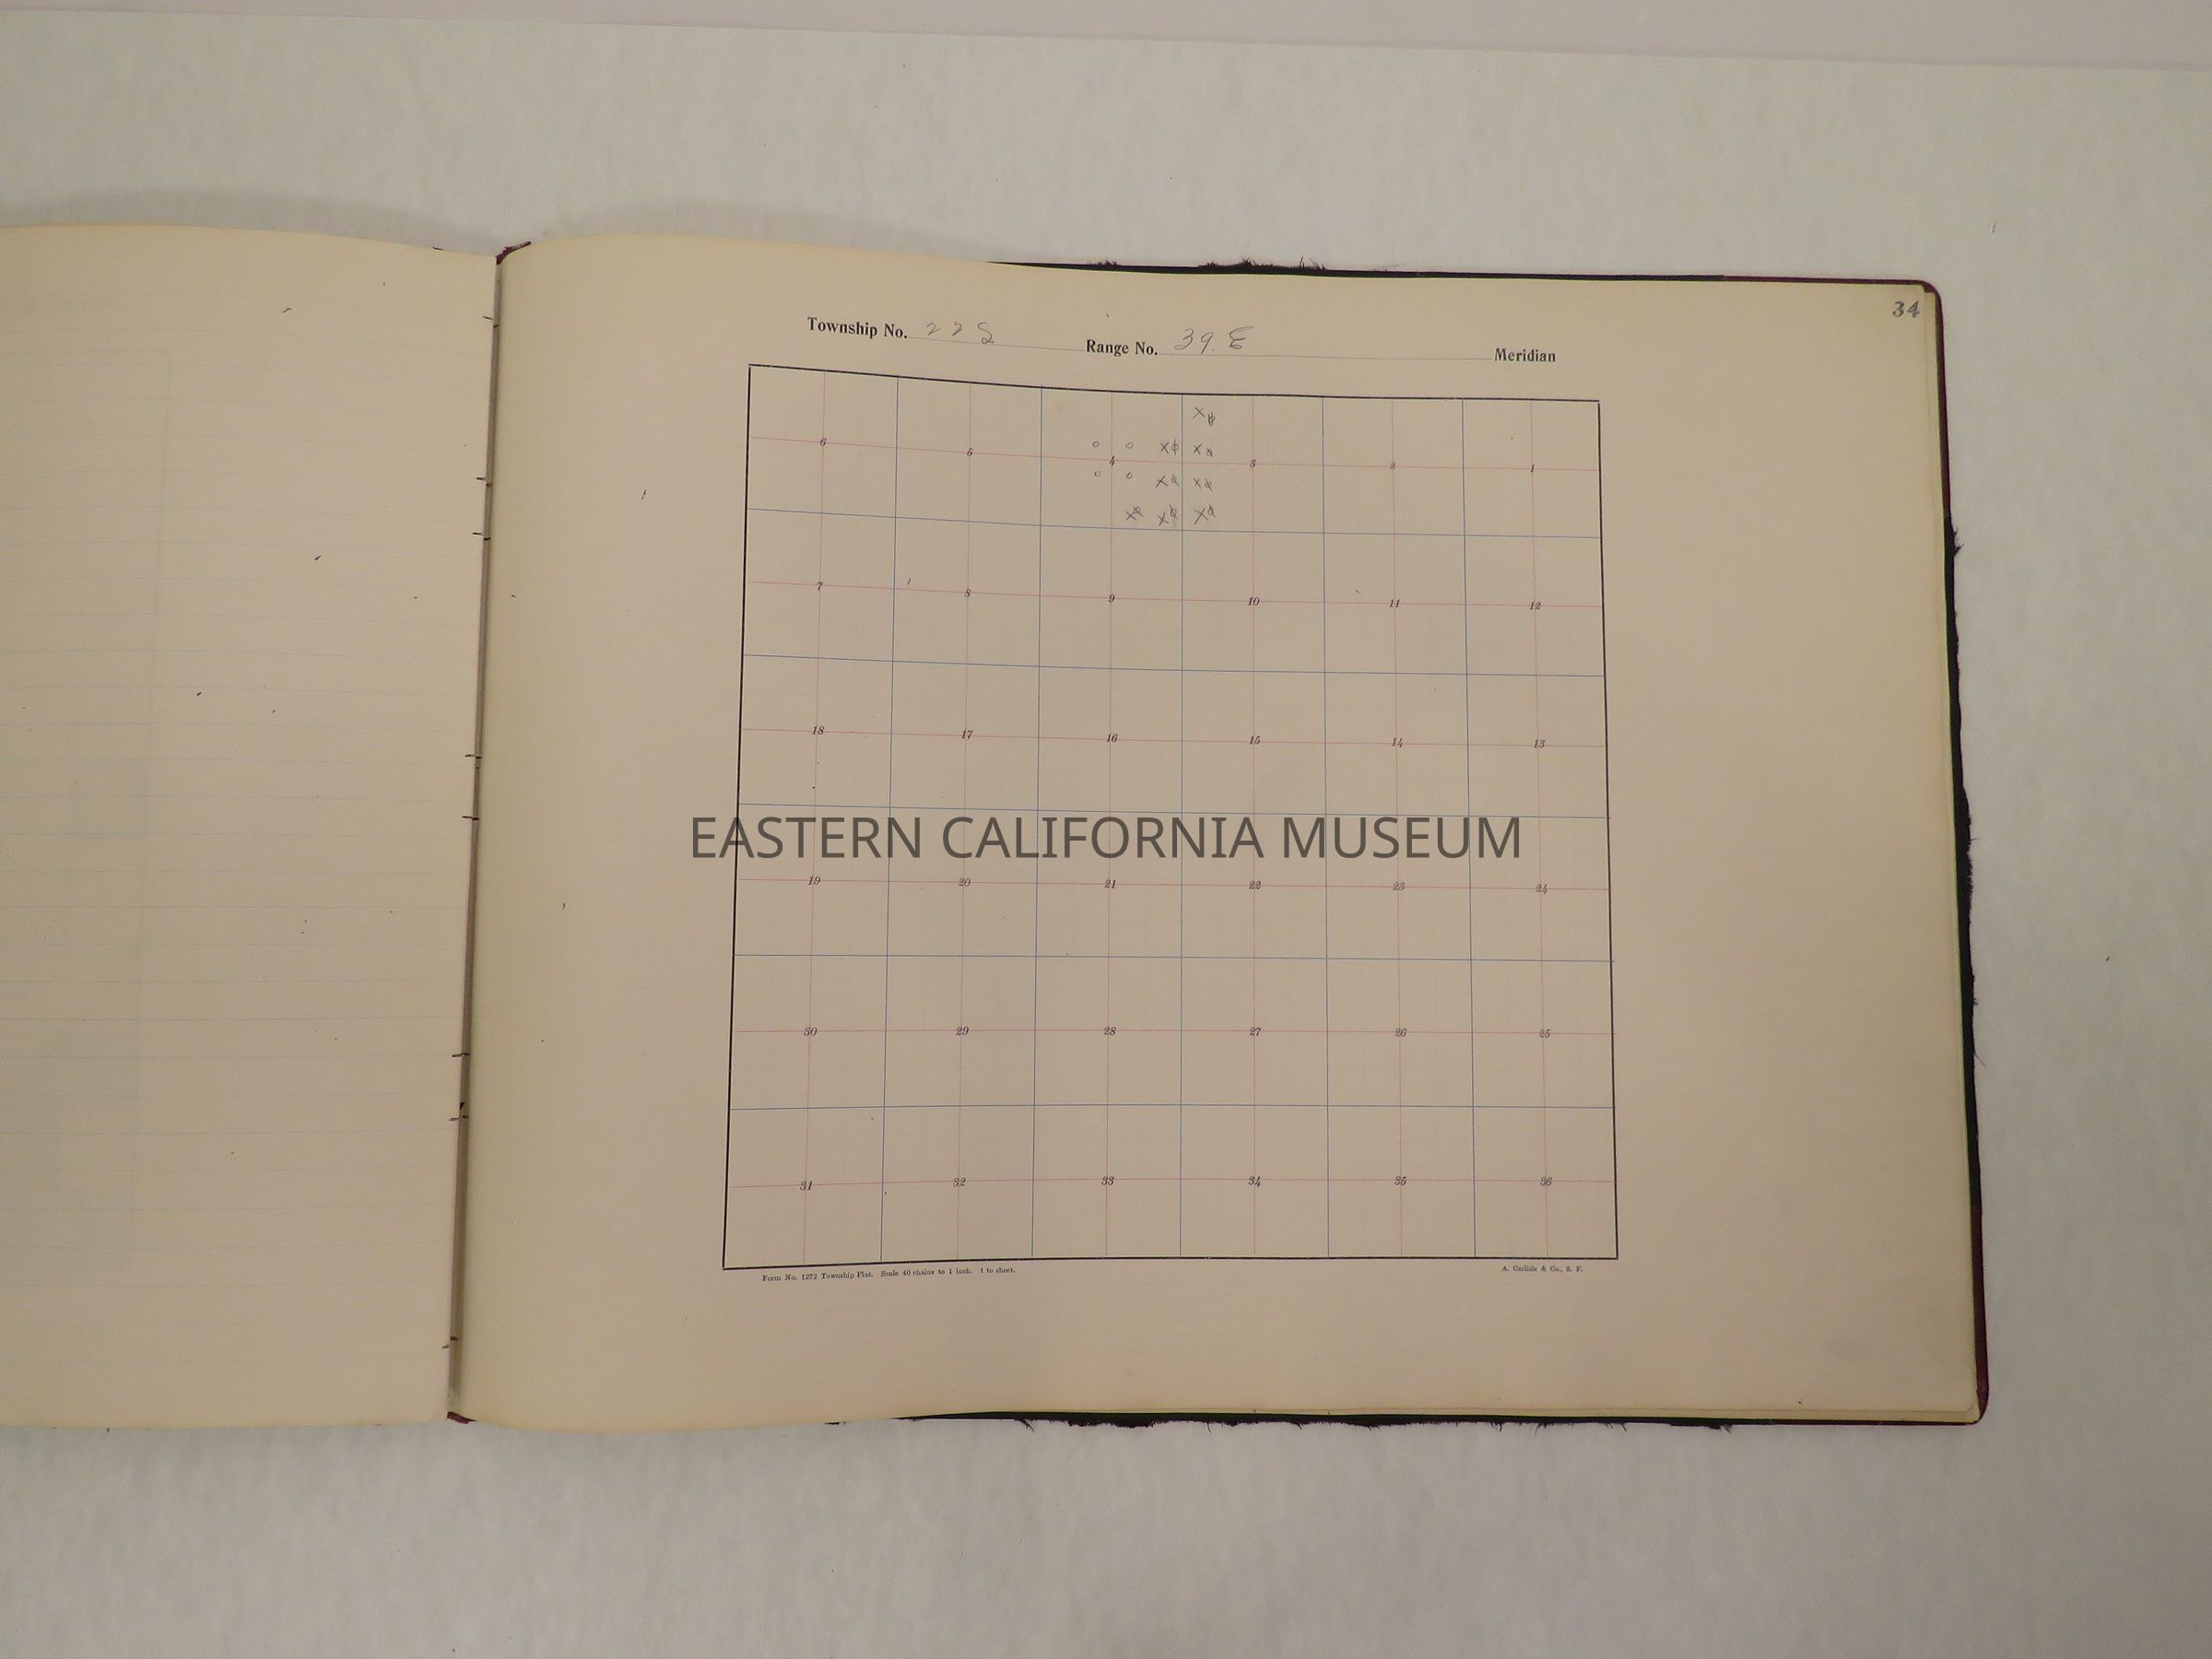 34
Township No. 22 S Range No. 39. E Meridian
x
o o x x
6 5 4 3 2 1
o o x x
x x x
7 8 9 10 11 12
18 17 16 15 14 13
EASTERN CALIFORNIA MUSEUM
19 20 21 22 23 24
30 29 28 27 26 25
31 32 33 34 35 36
Form No. 1272 Township Plat. Scale 40 chains to 1 inch. 1 to sheet. A. Carlisle & Co., S. F.